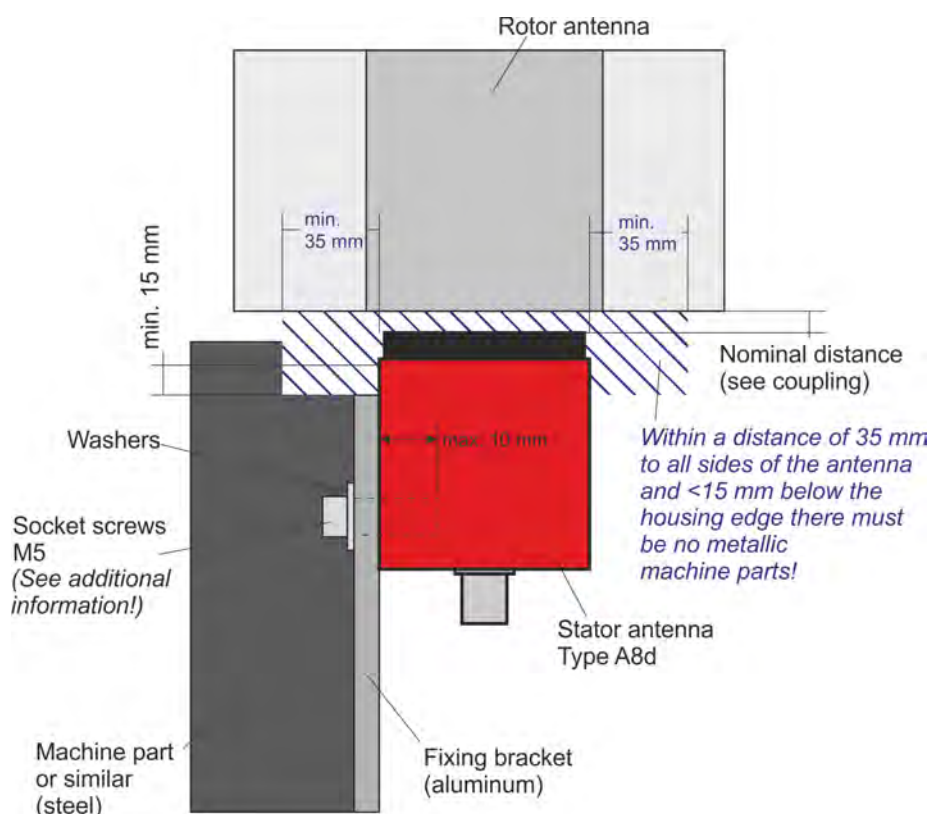 Rotor antenna
min.
35 mm
min.
35 mm
min. 15 mm
Nominal distance
(see coupling)
Washers
max. 10 mm
Within a distance of 35 mm
to all sides of the antenna
and <15 mm below the
housing edge there must
be no metallic
machine parts!
Socket screws
M5
(See additional
information!)
Stator antenna
Type A8d
Machine part
or similar
(steel)
Fixing bracket
(aluminum)